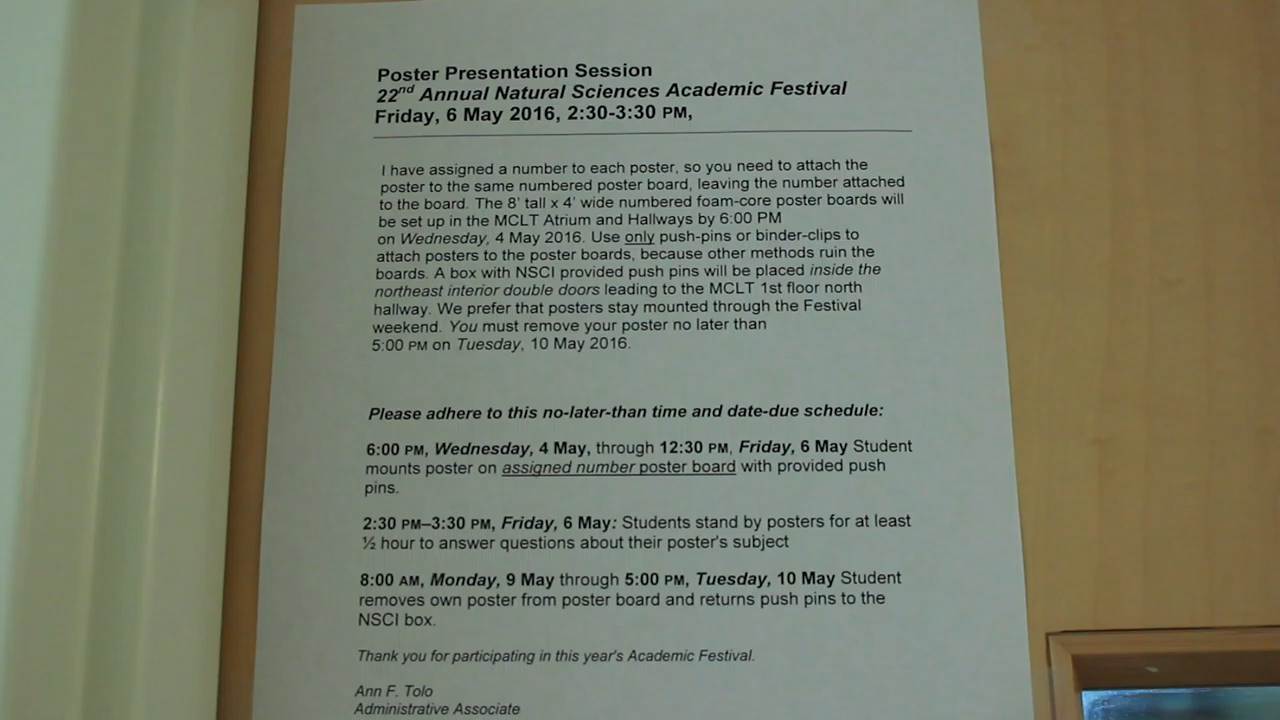 Poster Presentation Session
22nd Annual Natural Sciences Academic Festival
Friday, 6 May 2016, 2:30-3:30 PM,
I have assigned a number to each poster, so you need to attach the
poster to the same numbered poster board, leaving the number attached
to the board. The 8' tall x 4' wide numbered foam-core poster boards will
be set up in the MCLT Atrium and Hallways by 6:00 PM
on Wednesday, 4 May 2016. Use only push-pins or binder-clips to
attach posters to the poster boards, because other methods ruin the
boards. A box with NSCI provided push pins will be placed inside the
northeast interior double doors leading to the MCLT 1st floor north
hallway. We prefer that posters stay mounted through the Festival
weekend. You must remove your poster no later than
5:00 PM on Tuesday, 10 May 2016.
Please adhere to this no-later-than time and date-due schedule:
6:00 PM, Wednesday, 4 May, through 12:30 PM, Friday, 6 May Student
mounts poster on assigned number poster board with provided push
pins.
2:30 PM–3:30 PM, Friday, 6 May: Students stand by posters for at least
½ hour to answer questions about their poster's subject
8:00 AM, Monday, 9 May through 5:00 PM, Tuesday, 10 May Student
removes own poster from poster board and returns push pins to the
NSCI box.
Thank you for participating in this year's Academic Festival.
Ann F. Tolo
Administrative Associate